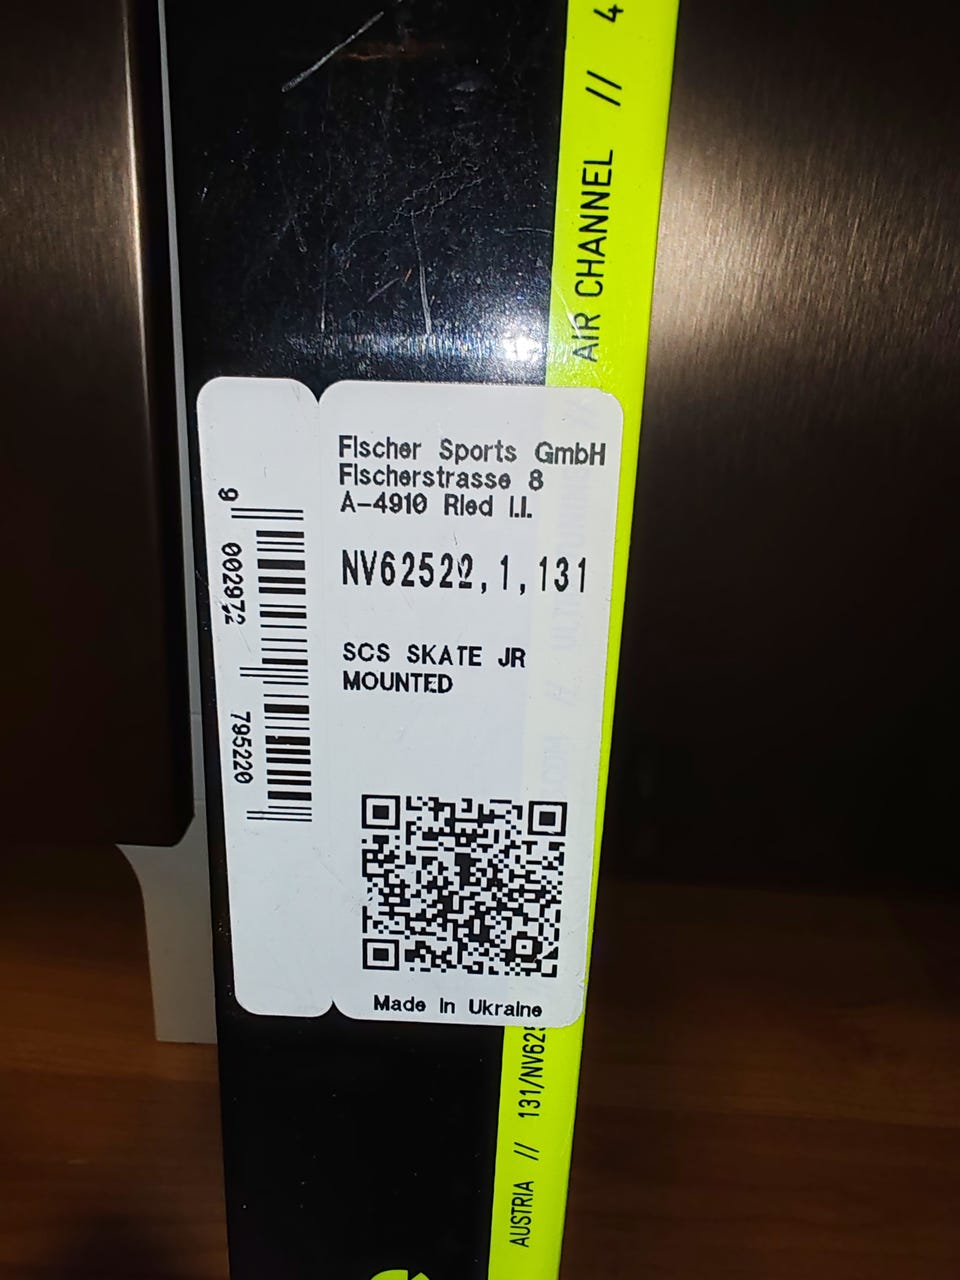 AIR CHANNEL // 4
Fischer Sports GmbH
Fischerstrasse 8
A-4910 Ried i.I.
NV62522,1,131
SCS SKATE JR
MOUNTED
9 002972 795220
Made in Ukraine
AUSTRIA // 131/NV625